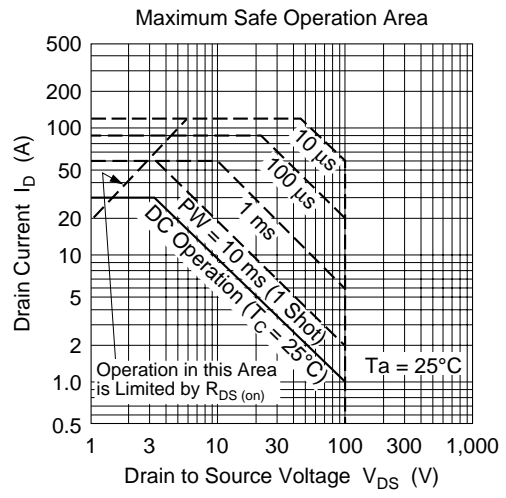 Maximum Safe Operation Area
500
200
100
50
20
10
5
2
1.0
0.5
Drain Current I_D (A)
10 µs
100 µs
1 ms
PW = 10 ms (1 Shot)
DC Operation (T_C = 25°C)
Operation in this Area
is Limited by R_DS (on)
Ta = 25°C
1 3 10 30 100 300 1,000
Drain to Source Voltage V_DS (V)